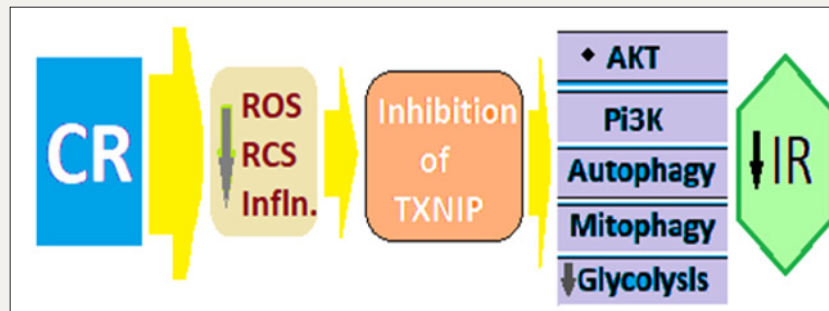 CR
ROS
RCS
Infln.
Inhibition
of
TXNIP
AKT
Pi3K
Autophagy
Mitophagy
Glycolysis
IR